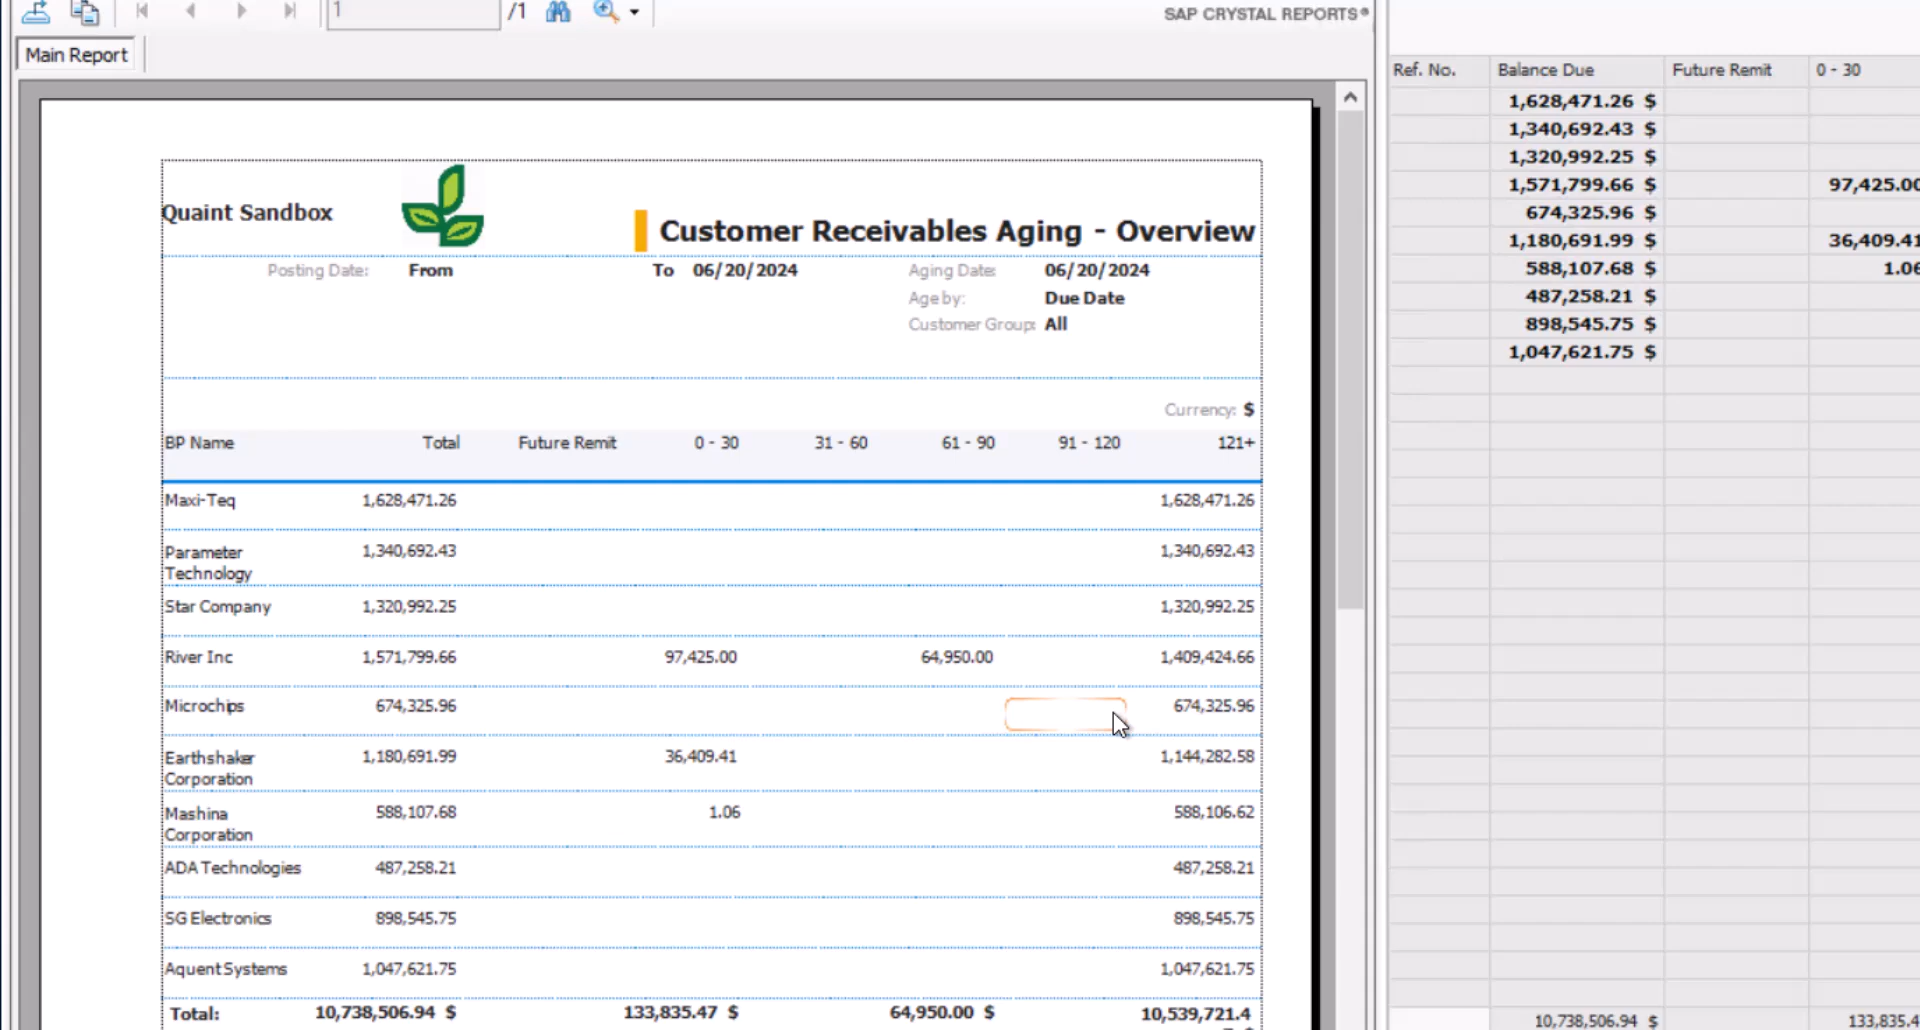 1 /1
SAP CRYSTAL REPORTS®
Main Report
Quaint Sandbox
Customer Receivables Aging - Overview
Posting Date: From To 06/20/2024 Aging Date: 06/20/2024
Age by: Due Date
Customer Group: All
Currency: $
BP Name Total Future Remit 0 - 30 31 - 60 61 - 90 91 - 120 121+
Maxi-Teq 1,628,471.26 1,628,471.26
Parameter Technology 1,340,692.43 1,340,692.43
Star Company 1,320,992.25 1,320,992.25
River Inc 1,571,799.66 97,425.00 64,950.00 1,409,424.66
Microchips 674,325.96 674,325.96
Earthshaker Corporation 1,180,691.99 36,409.41 1,144,282.58
Mashina Corporation 588,107.68 1.06 588,106.62
ADA Technologies 487,258.21 487,258.21
SG Electronics 898,545.75 898,545.75
Aquent Systems 1,047,621.75 1,047,621.75
Total: 10,738,506.94 $ 133,835.47 $ 64,950.00 $ 10,539,721.4
Ref. No. Balance Due Future Remit 0 - 30
1,628,471.26 $
1,340,692.43 $
1,320,992.25 $
1,571,799.66 $ 97,425.00
674,325.96 $
1,180,691.99 $ 36,409.41
588,107.68 $ 1.06
487,258.21 $
898,545.75 $
1,047,621.75 $
10,738,506.94 $ 133,835.4